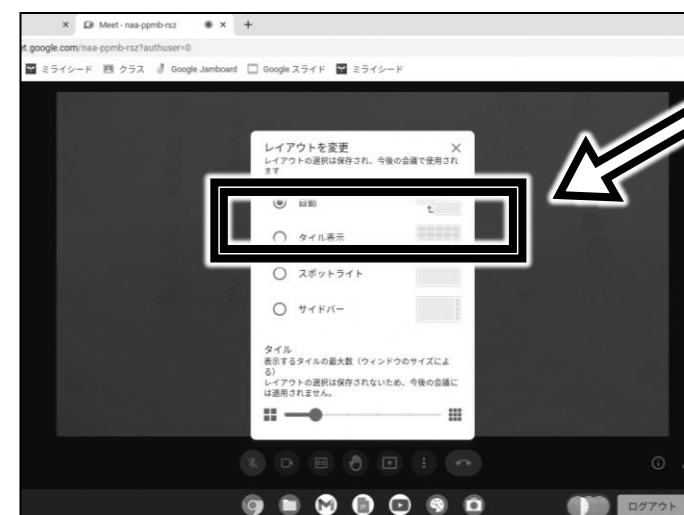 Meet - naa-ppmb-rsz
et.google.com/naa-ppmb-rsz?authuser=0
ミライシード クラス Google Jamboard Google スライド ミライシード
レイアウトを変更
レイアウトの選択は保存され、今後の会議で使用され
ます
自動
タイル表示
スポットライト
サイドバー
タイル
表示するタイルの最大数（ウィンドウのサイズによ
る）
レイアウトの選択は保存されないため、今後の会議に
は適用されません。
ログアウト